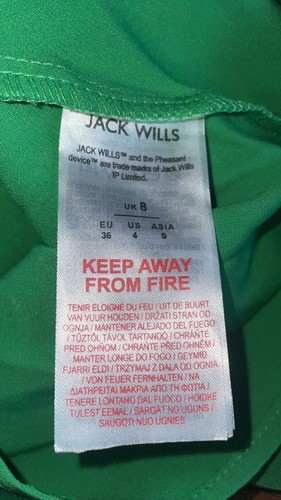 JACK WILLS
JACK WILLS™ and the Pheasant
device™ are trade marks of Jack Wills
IP Limited.
UK 8
EU US ASIA
36 4 S
KEEP AWAY
FROM FIRE
TENIR ÉLOIGNÉ DU FEU / UIT DE BUURT
VAN VUUR HOUDEN / DRŽATI STRAN OD
OGNJA / MANTENER ALEJADO DEL FUEGO
/ TŰZTŐL TÁVOL TARTANDÓ / CHRAŇTE
PRED OHŇOM / CHRAŇTE PŘED OHNĚM /
MANTER LONGE DO FOGO / GEYMIÐ
FJARRI ELDI / TRZYMAJ Z DALA OD OGNIA
/ VON FEUER FERNHALTEN / ΝΑ
ΔΙΑΤΗΡΕΙΤΑΙ ΜΑΚΡΙΑ ΑΠΟ ΤΗ ΦΩΤΙΑ /
TENERE LONTANO DAL FUOCO / HOIDKE
TULEST EEMAL / SARGĀT NO UGUNS /
SAUGOTI NUO UGNIES